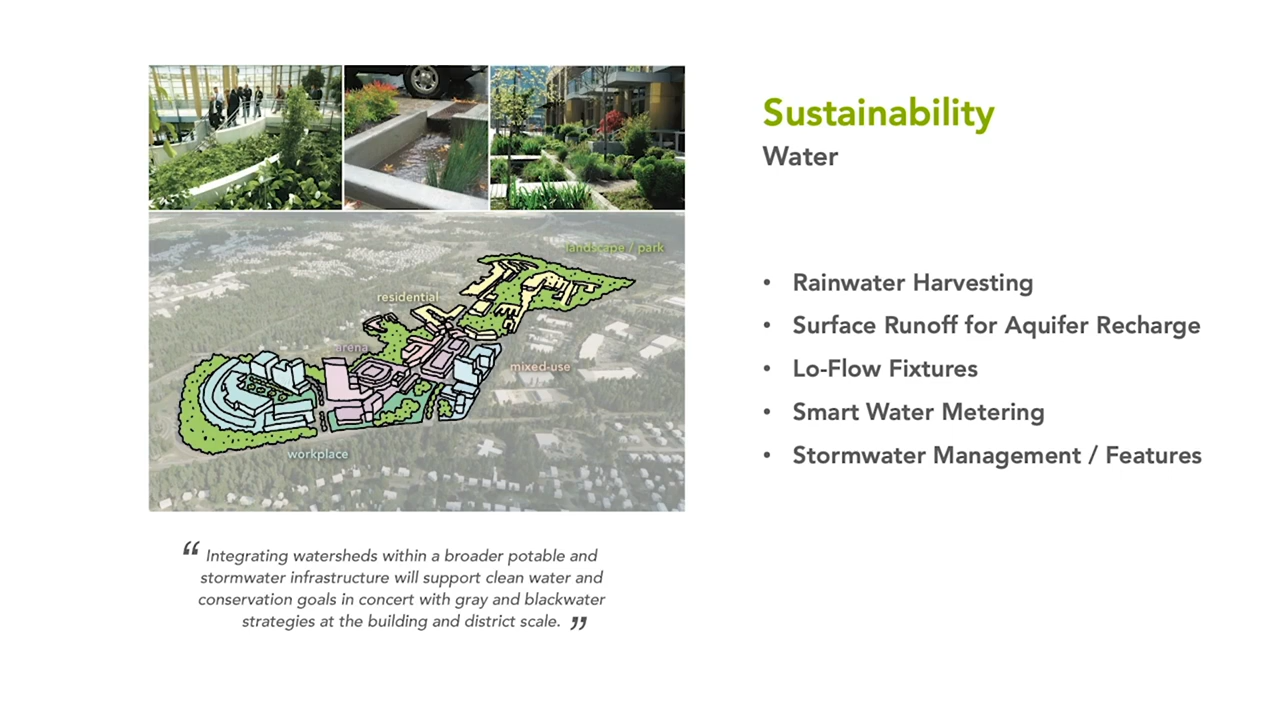 Sustainability
Water
landscape / park
residential
arena
mixed-use
workplace
• Rainwater Harvesting
• Surface Runoff for Aquifer Recharge
• Lo-Flow Fixtures
• Smart Water Metering
• Stormwater Management / Features
“ Integrating watersheds within a broader potable and
stormwater infrastructure will support clean water and
conservation goals in concert with gray and blackwater
strategies at the building and district scale. ”